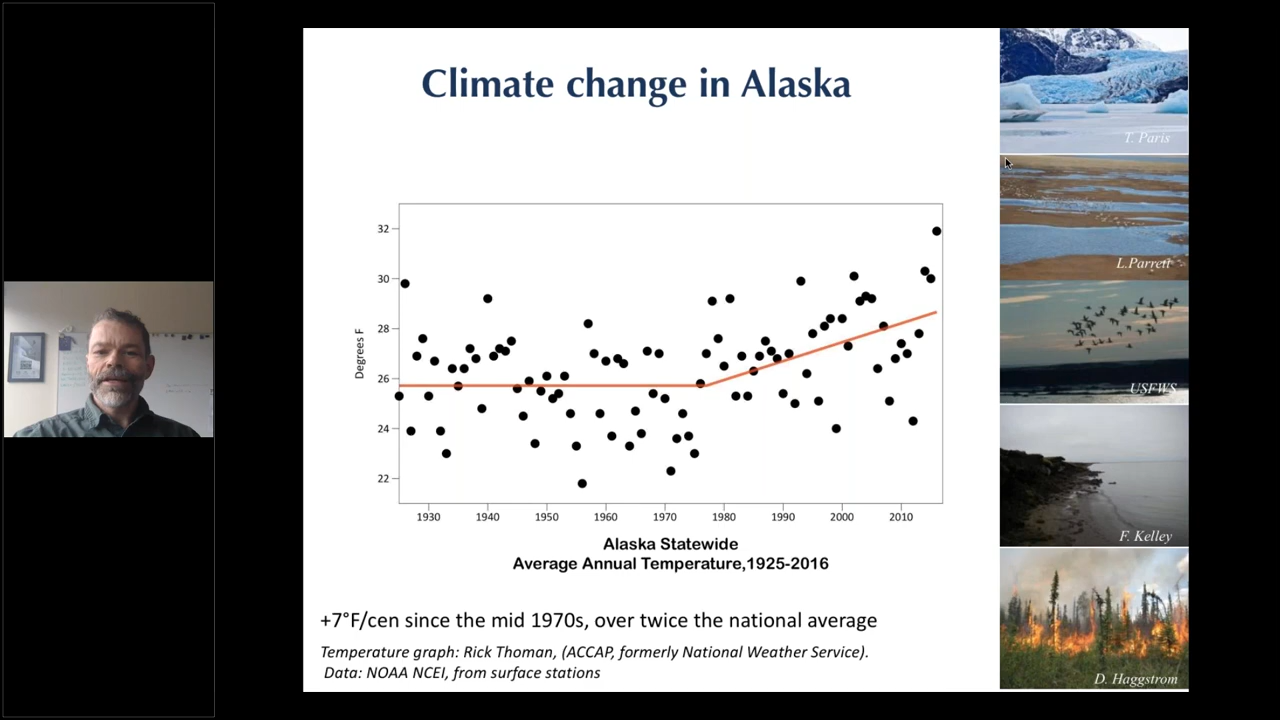 Climate change in Alaska
T. Paris
L.Parrett
USFWS
F. Kelley
D. Haggstrom
Degrees F
32
30
28
26
24
22
1930 1940 1950 1960 1970 1980 1990 2000 2010
Alaska Statewide
Average Annual Temperature,1925-2016
+7°F/cen since the mid 1970s, over twice the national average
Temperature graph: Rick Thoman, (ACCAP, formerly National Weather Service).
Data: NOAA NCEI, from surface stations